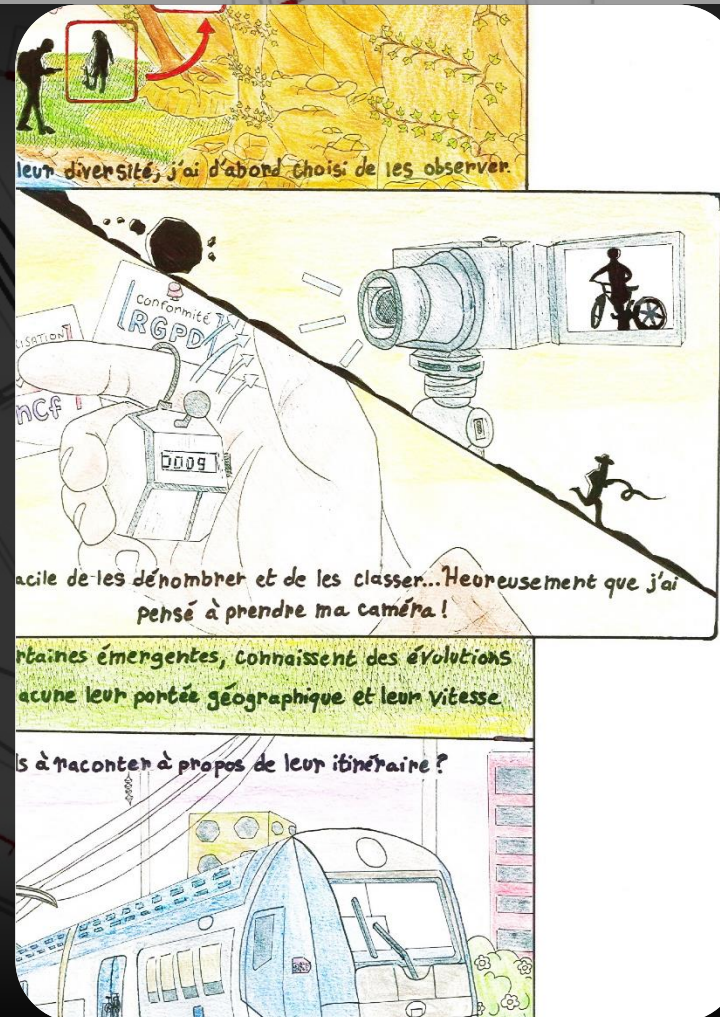 leur diversité, j'ai d'abord choisi de les observer.
conformité
RGPD
ISATION
nCf
0009
acile de les dénombrer et de les classer...Heureusement que j'ai
pensé à prendre ma caméra !
rtaines émergentes, connaissent des évolutions
acune leur portée géographique et leur vitesse
ls à raconter à propos de leur itinéraire ?